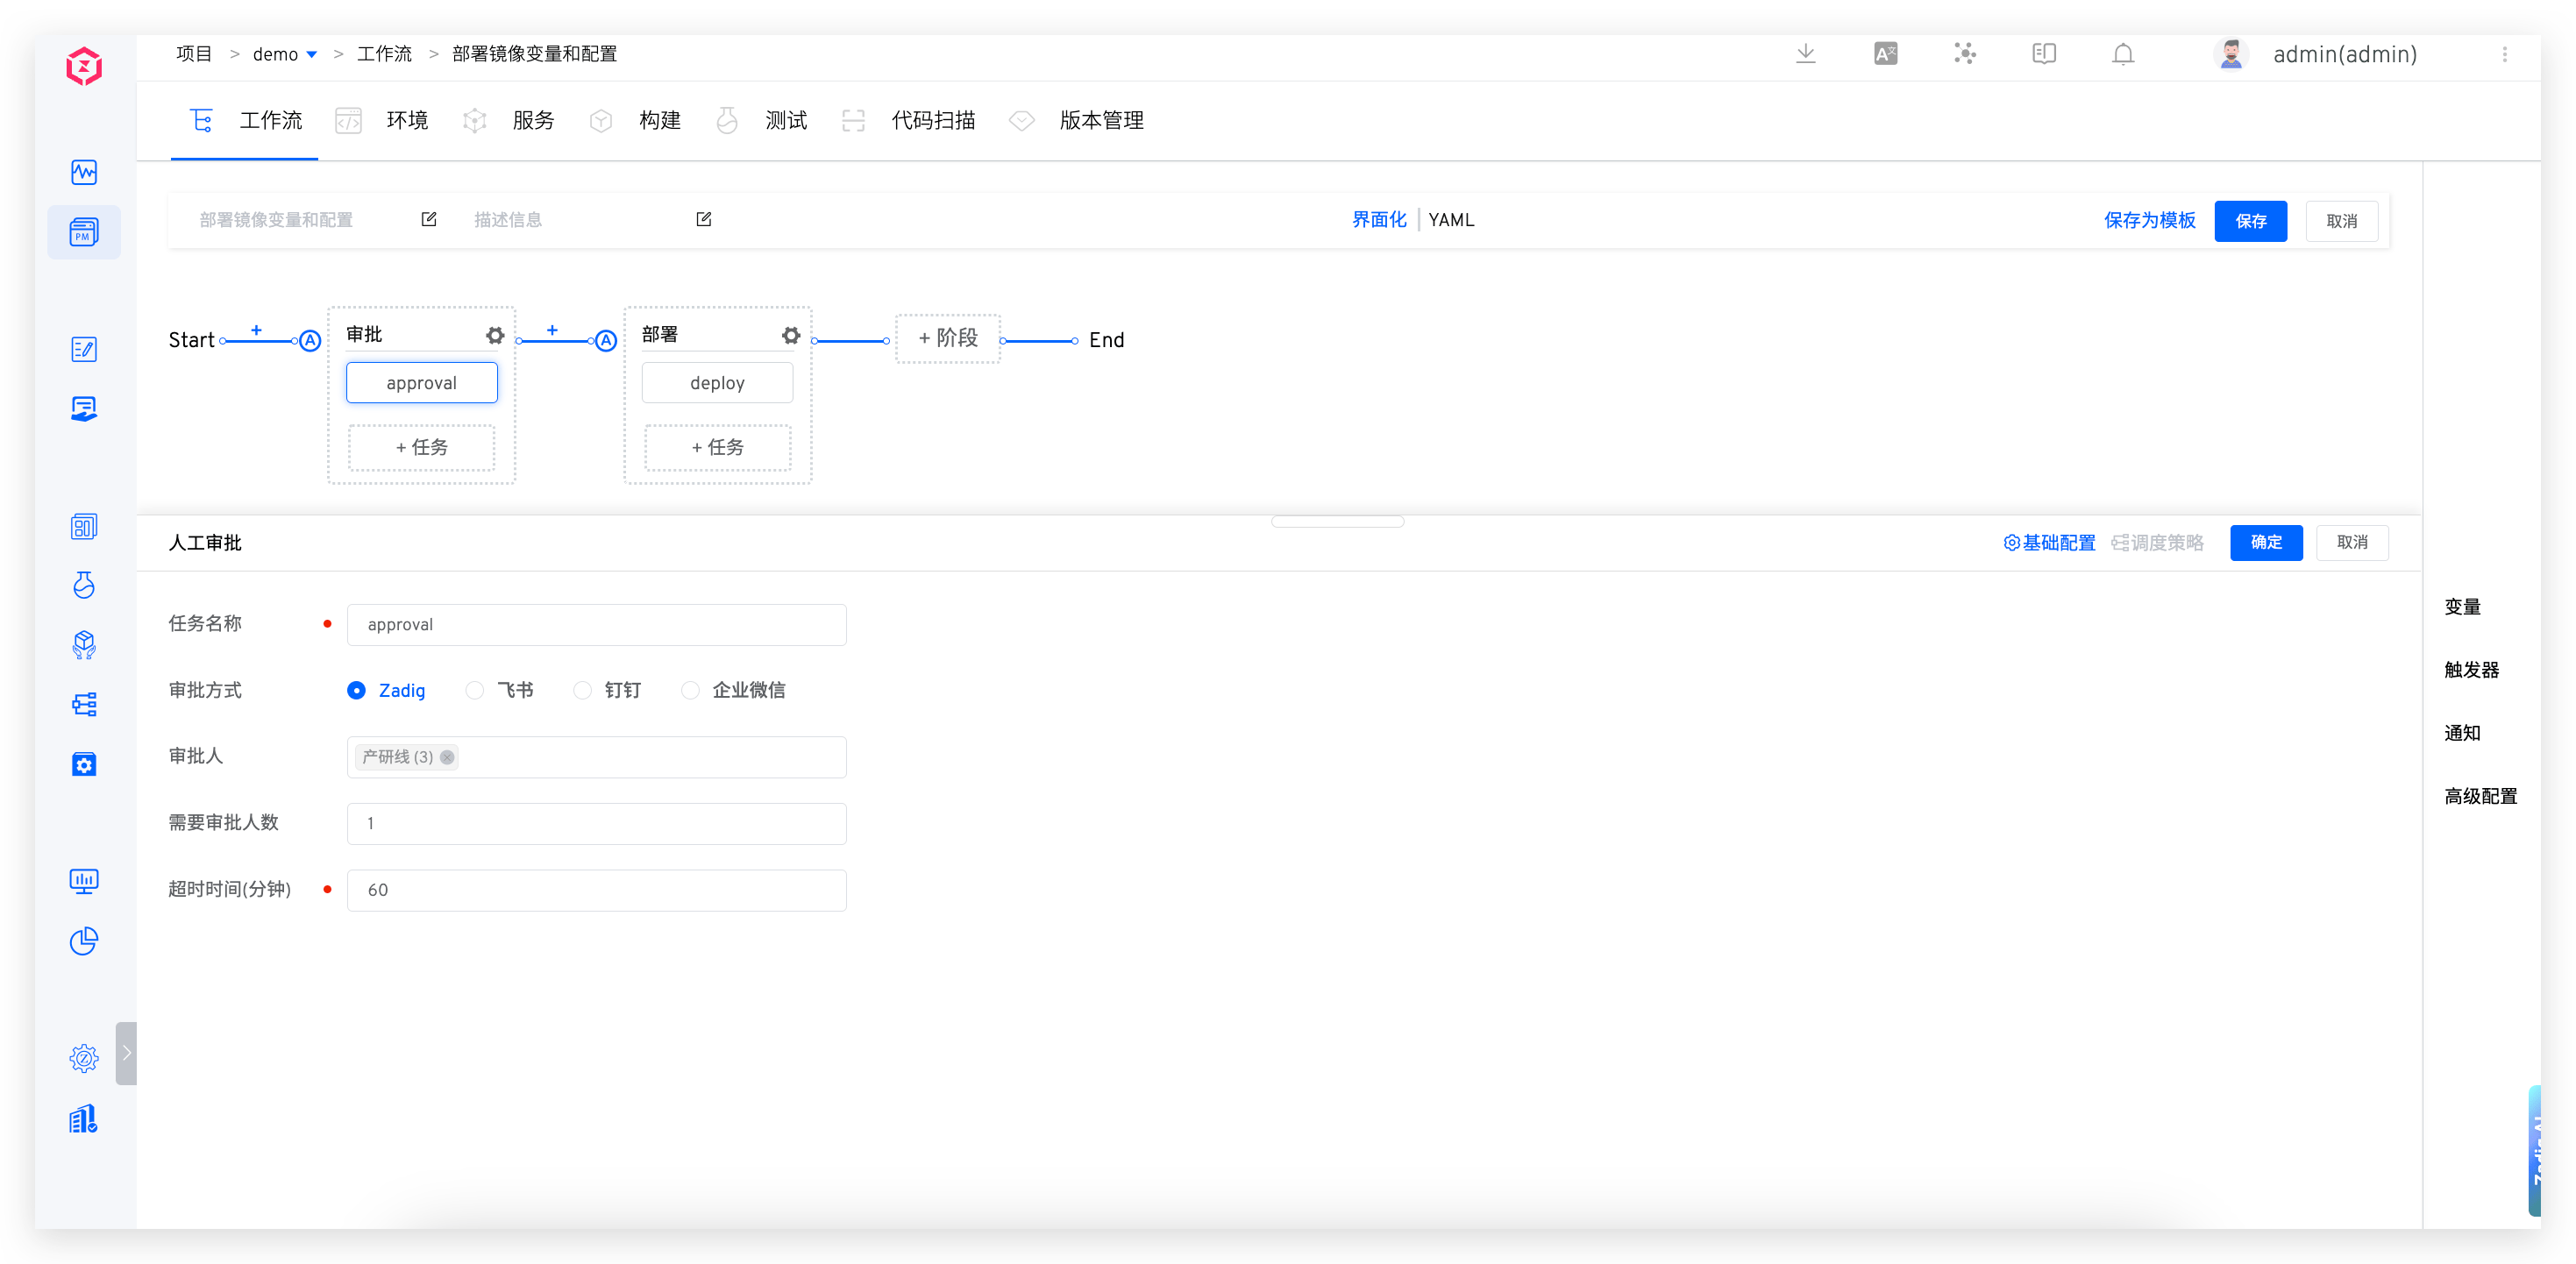 项目 > demo > 工作流 > 部署镜像变量和配置
admin(admin)
工作流 环境 服务 构建 测试 代码扫描 版本管理
部署镜像变量和配置 描述信息 界面化 YAML 保存为模板 保存 取消
Start + A 审批 + A 部署 + 阶段 End
approval deploy
+ 任务 + 任务
人工审批 基础配置 调度策略 确定 取消
任务名称 approval
审批方式 Zadig 飞书 钉钉 企业微信
审批人 产研线 (3)
需要审批人数 1
超时时间(分钟) 60
变量
触发器
通知
高级配置
PM